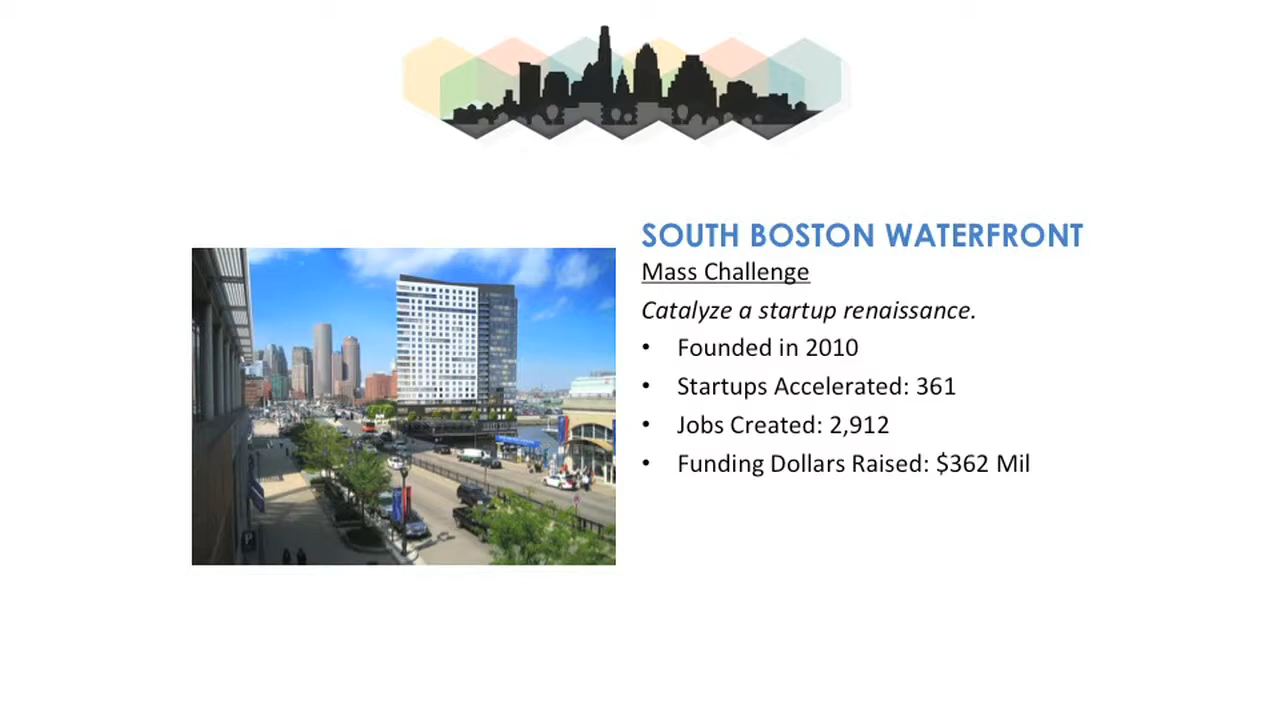 SOUTH BOSTON WATERFRONT
Mass Challenge
Catalyze a startup renaissance.
• Founded in 2010
• Startups Accelerated: 361
• Jobs Created: 2,912
• Funding Dollars Raised: $362 Mil